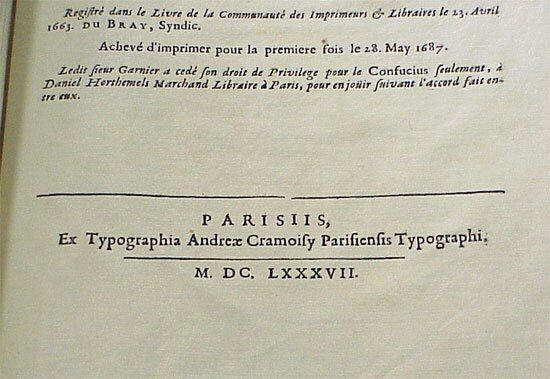 Registré dans le Livre de la Communauté des Imprimeurs & Libraires le 23. Avril
1663. DU BRAY, Syndic.
Achevé d'imprimer pour la premiere fois le 28. May 1687.
Ledit sieur Garnier a cedé son droit de Privilege pour le Confucius seulement, à
Daniel Horthemels Marchand Libraire à Paris, pour en joüir suivant l'accord fait en-
tre eux.
PARISIIS,
Ex Typographia Andreæ Cramoisy Parisiensis Typographi.
M. DC. LXXXVII.